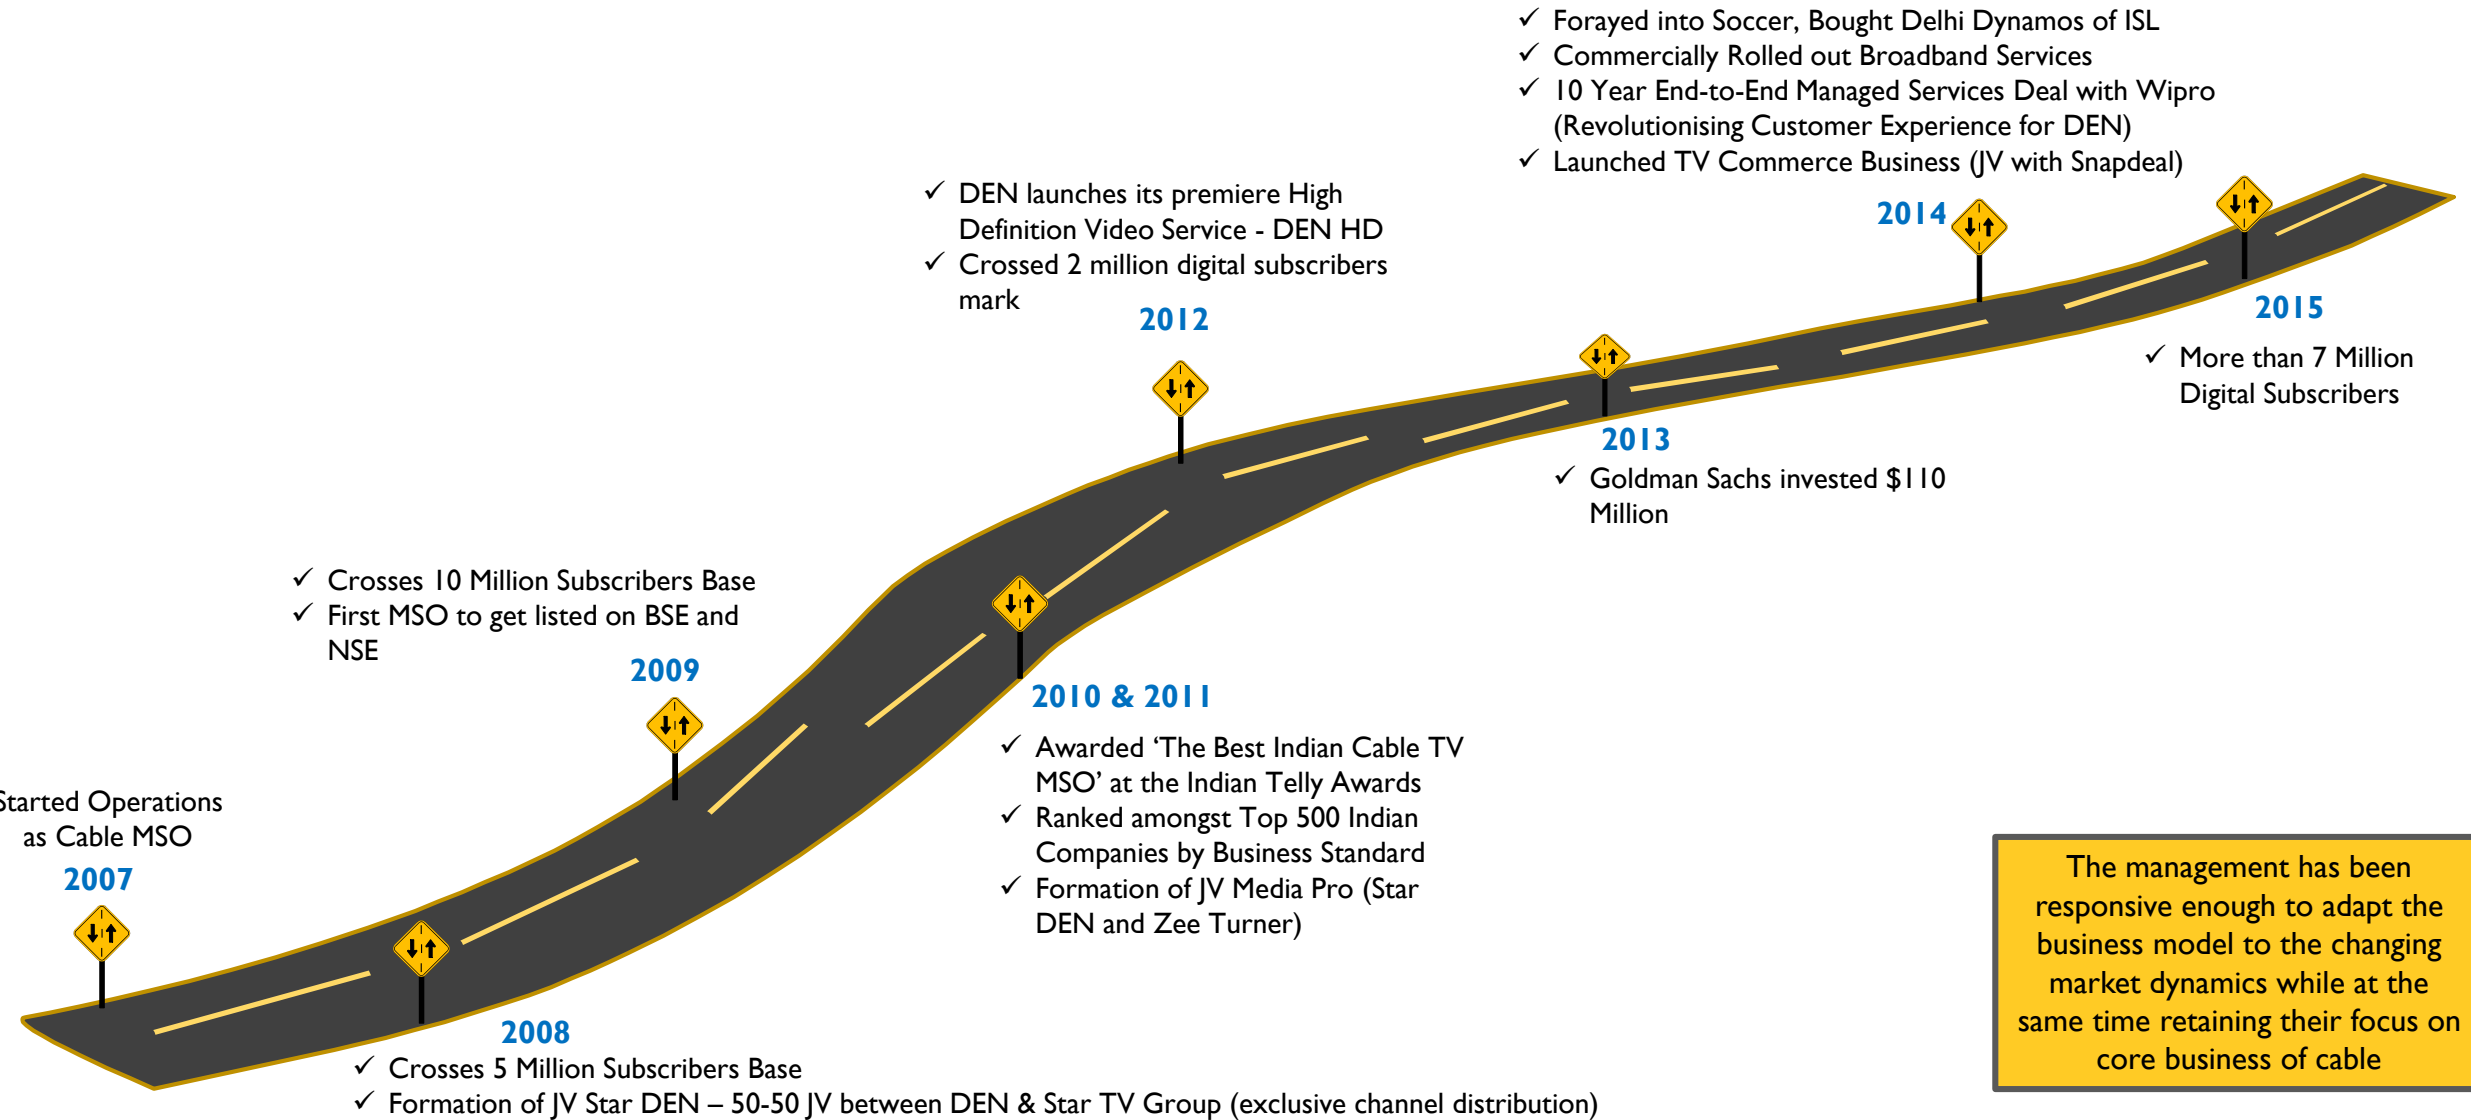 Started Operations
as Cable MSO
2007
2008
✓ Crosses 5 Million Subscribers Base
✓ Formation of JV Star DEN – 50-50 JV between DEN & Star TV Group (exclusive channel distribution)
✓ Crosses 10 Million Subscribers Base
✓ First MSO to get listed on BSE and
NSE
2009
2010 & 2011
✓ Awarded ‘The Best Indian Cable TV
MSO’ at the Indian Telly Awards
✓ Ranked amongst Top 500 Indian
Companies by Business Standard
✓ Formation of JV Media Pro (Star
DEN and Zee Turner)
✓ DEN launches its premiere High
Definition Video Service - DEN HD
✓ Crossed 2 million digital subscribers
mark
2012
2013
✓ Goldman Sachs invested $110
Million
✓ Forayed into Soccer, Bought Delhi Dynamos of ISL
✓ Commercially Rolled out Broadband Services
✓ 10 Year End-to-End Managed Services Deal with Wipro
(Revolutionising Customer Experience for DEN)
✓ Launched TV Commerce Business (JV with Snapdeal)
2014
2015
✓ More than 7 Million
Digital Subscribers
The management has been
responsive enough to adapt the
business model to the changing
market dynamics while at the
same time retaining their focus on
core business of cable